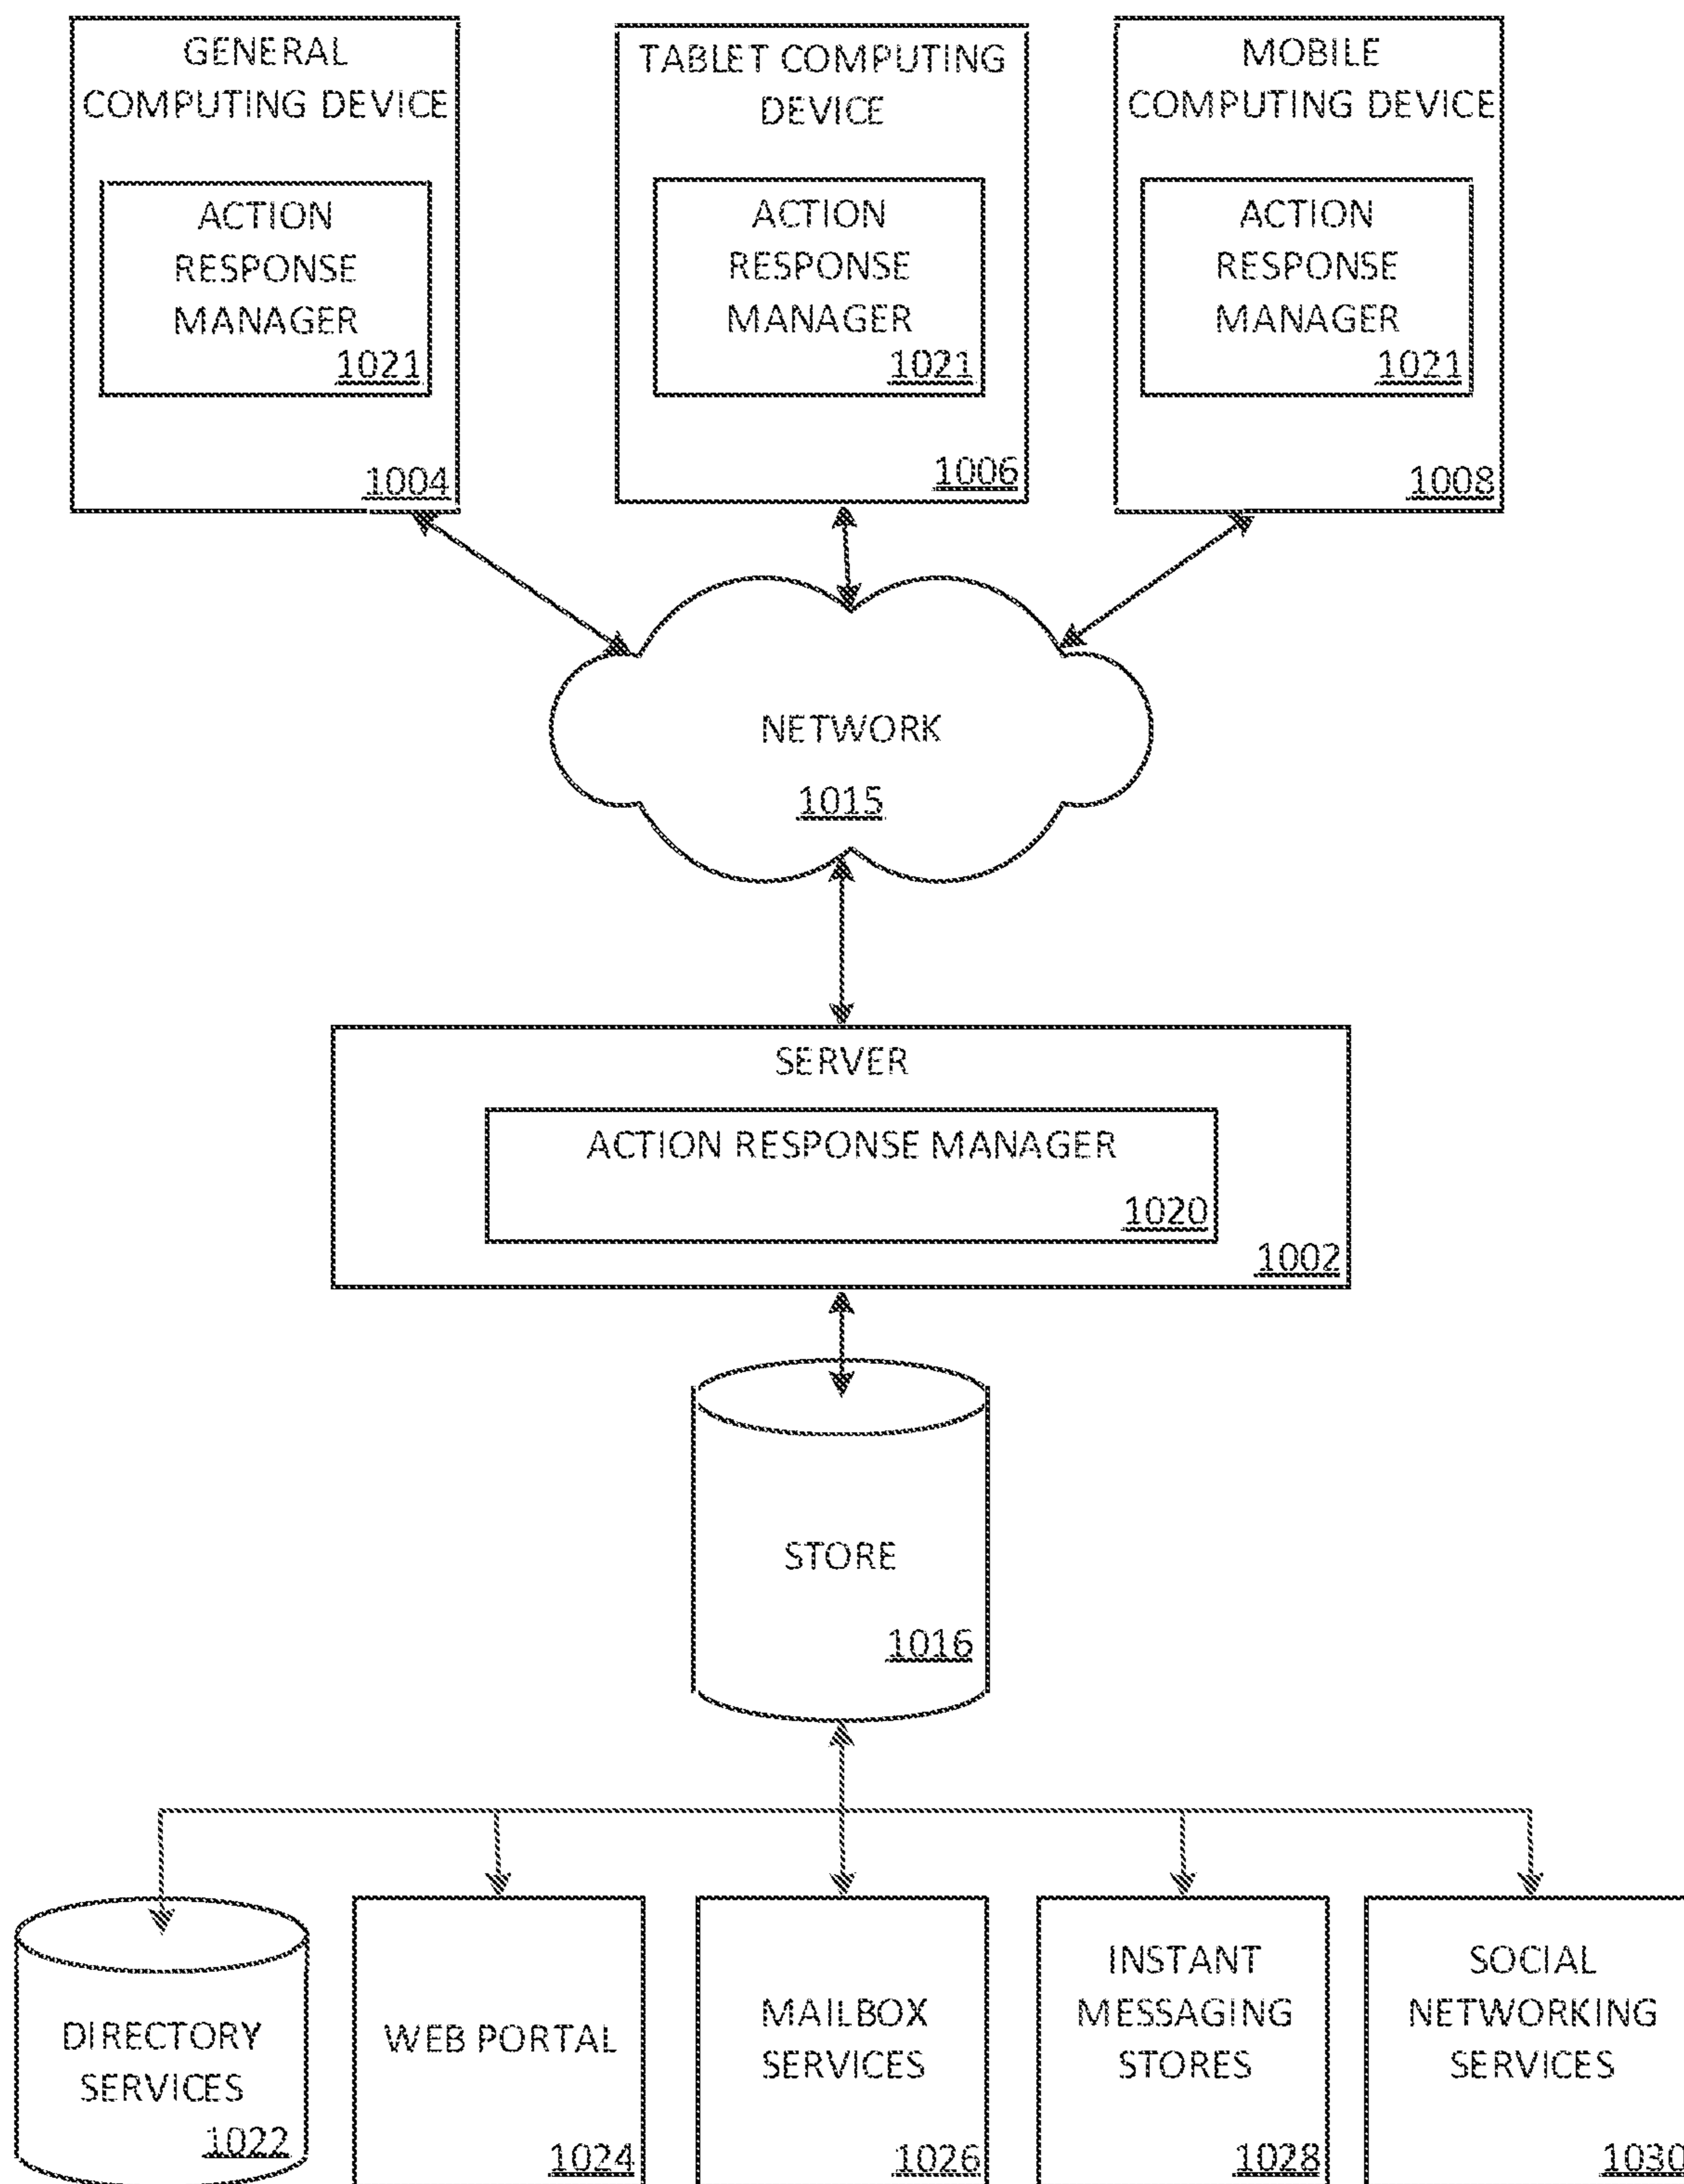 GENERAL
COMPUTING DEVICE
ACTION
RESPONSE
MANAGER
1021
1004
TABLET COMPUTING
DEVICE
ACTION
RESPONSE
MANAGER
1021
1006
MOBILE
COMPUTING DEVICE
ACTION
RESPONSE
MANAGER
1021
1008
NETWORK
1015
SERVER
ACTION RESPONSE MANAGER
1020
1002
STORE
1016
DIRECTORY
SERVICES
1022
WEB PORTAL
1024
MAILBOX
SERVICES
1026
INSTANT
MESSAGING
STORES
1028
SOCIAL
NETWORKING
SERVICES
1030